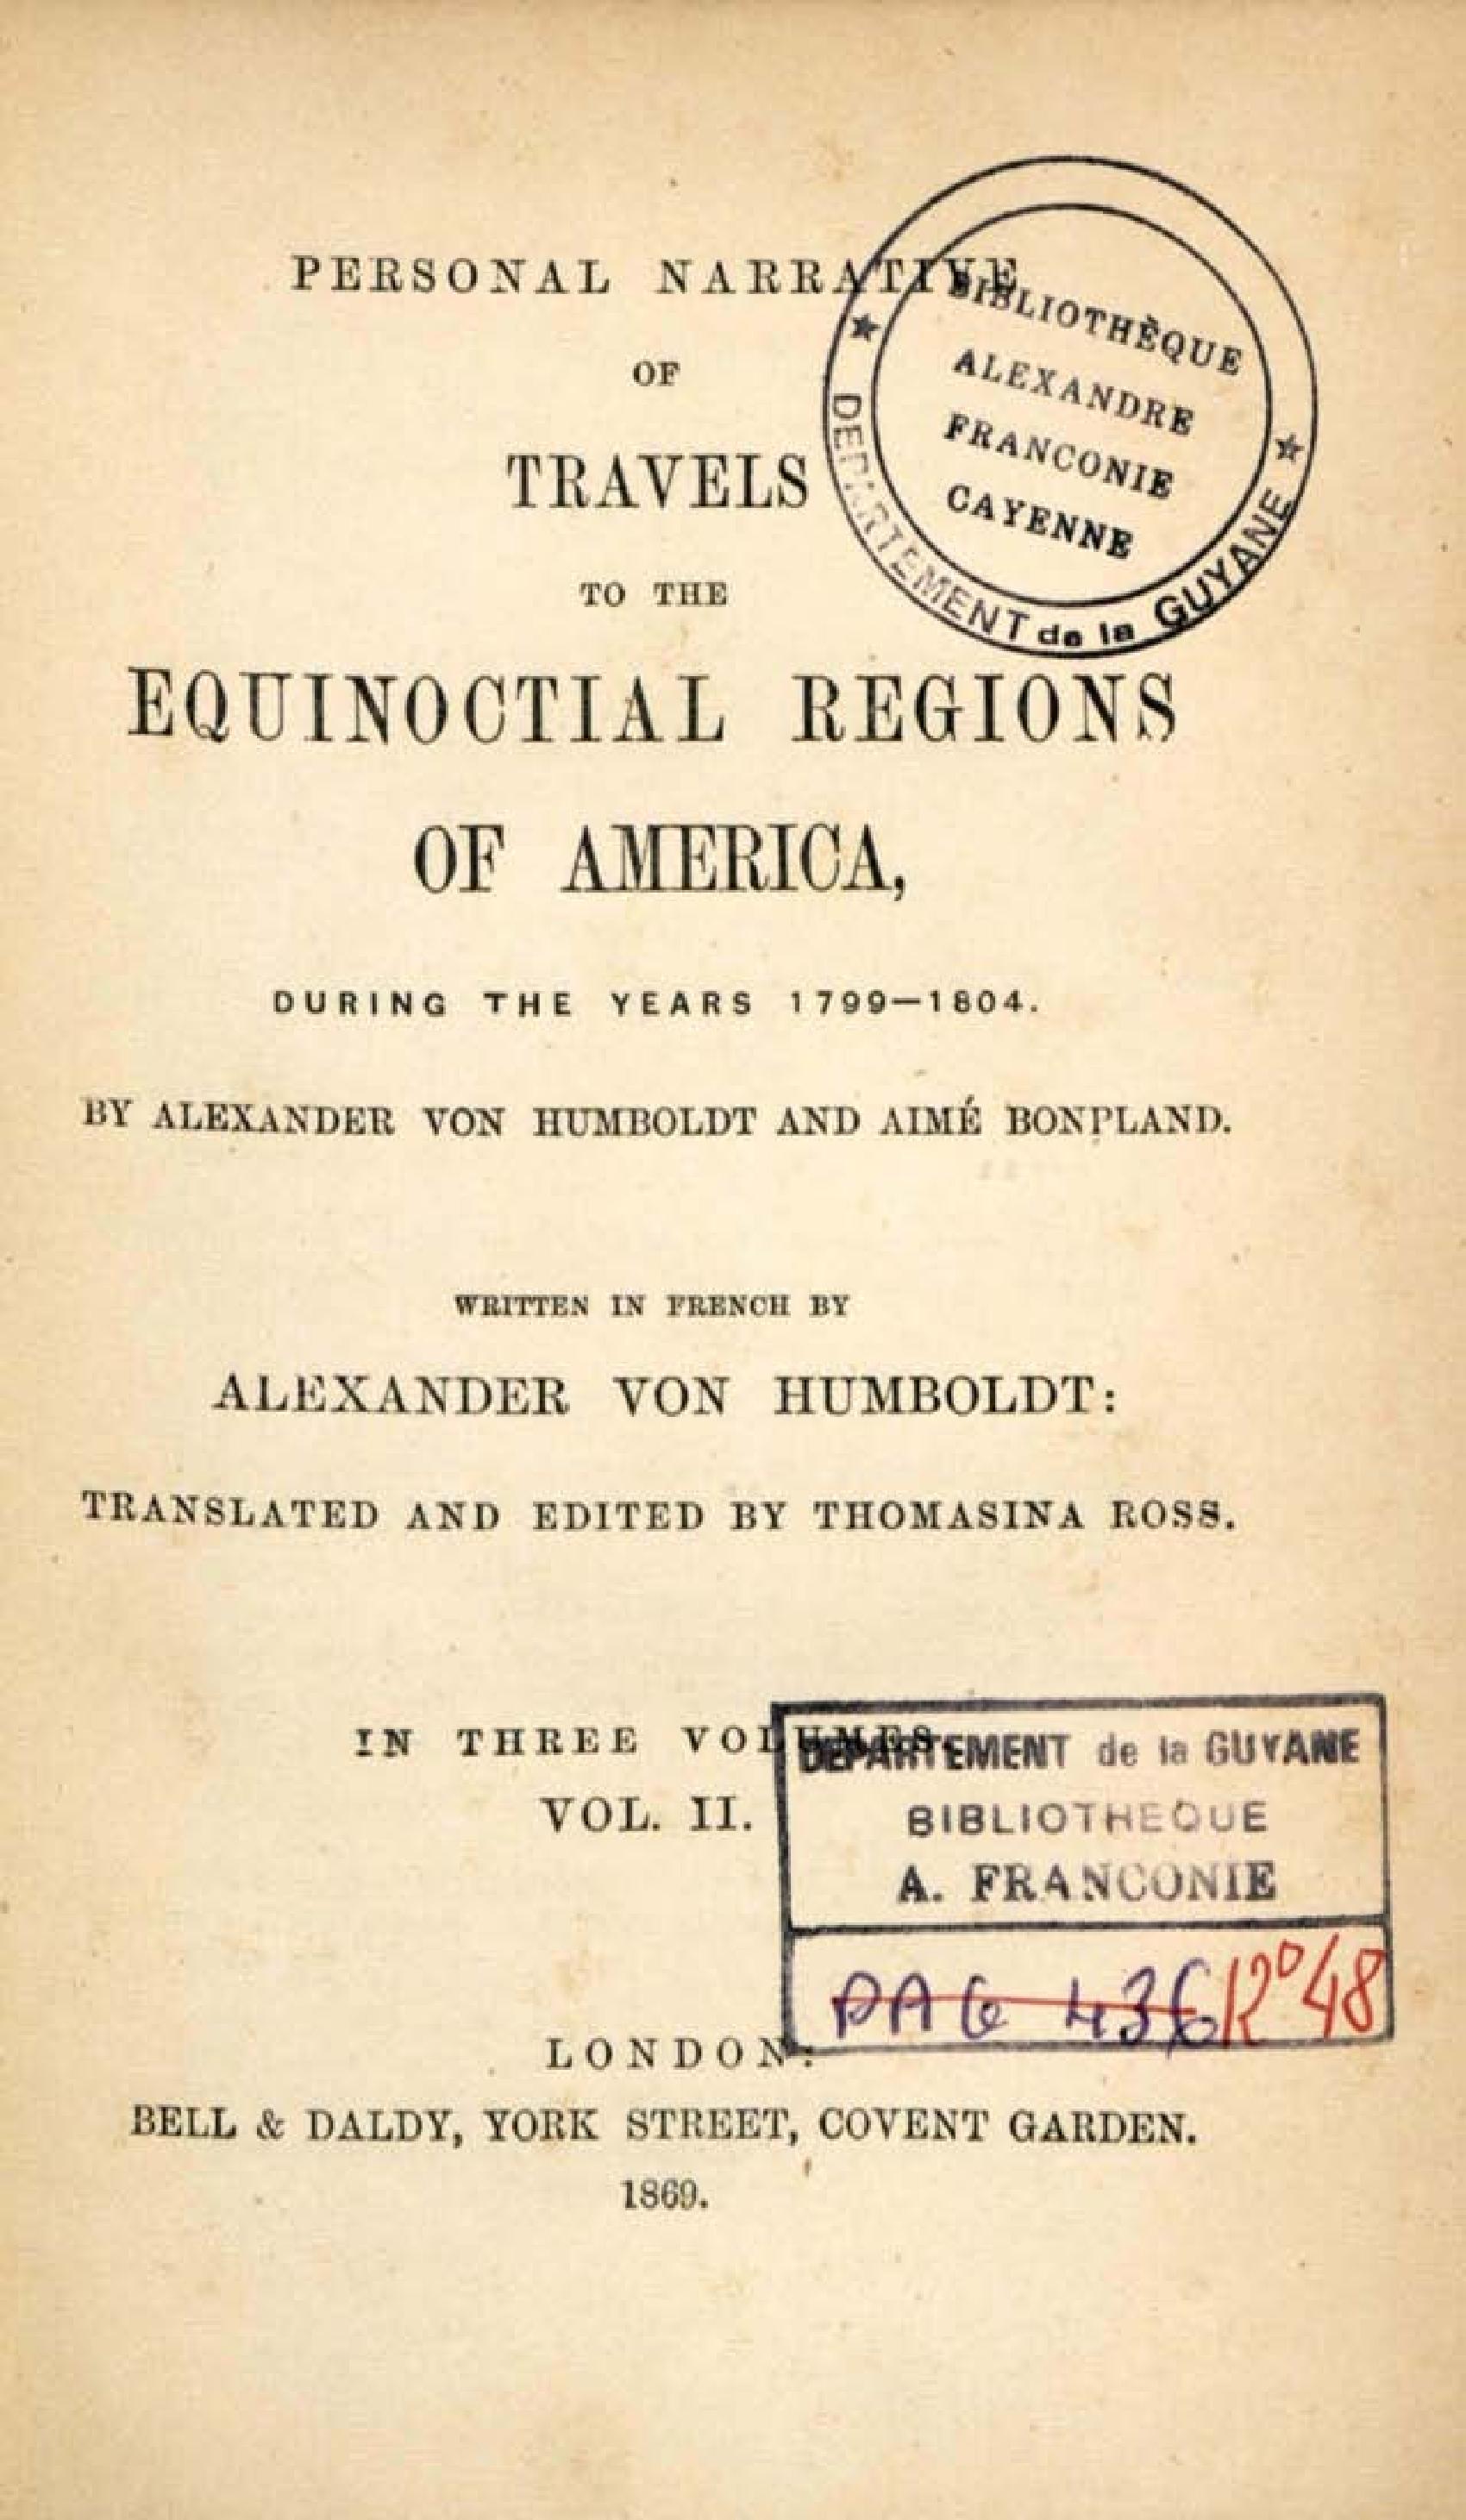 PERSONAL NARRATIVE
OF
TRAVELS
TO THE
EQUINOCTIAL REGIONS
OF AMERICA,
DURING THE YEARS 1799—1804.
BY ALEXANDER VON HUMBOLDT AND AIMÉ BONPLAND.
WRITTEN IN FRENCH BY
ALEXANDER VON HUMBOLDT:
TRANSLATED AND EDITED BY THOMASINA ROSS.
IN THREE VOLUMES.
VOL. II.
LONDON:
BELL & DALDY, YORK STREET, COVENT GARDEN.
1869.
BIBLIOTHÈQUE
ALEXANDRE
FRANCONIE
CAYENNE
★ DEPARTEMENT de la GUYANE ★
DEPARTEMENT de la GUYANE
BIBLIOTHEQUE
A. FRANCONIE
PAG 436 12° 48